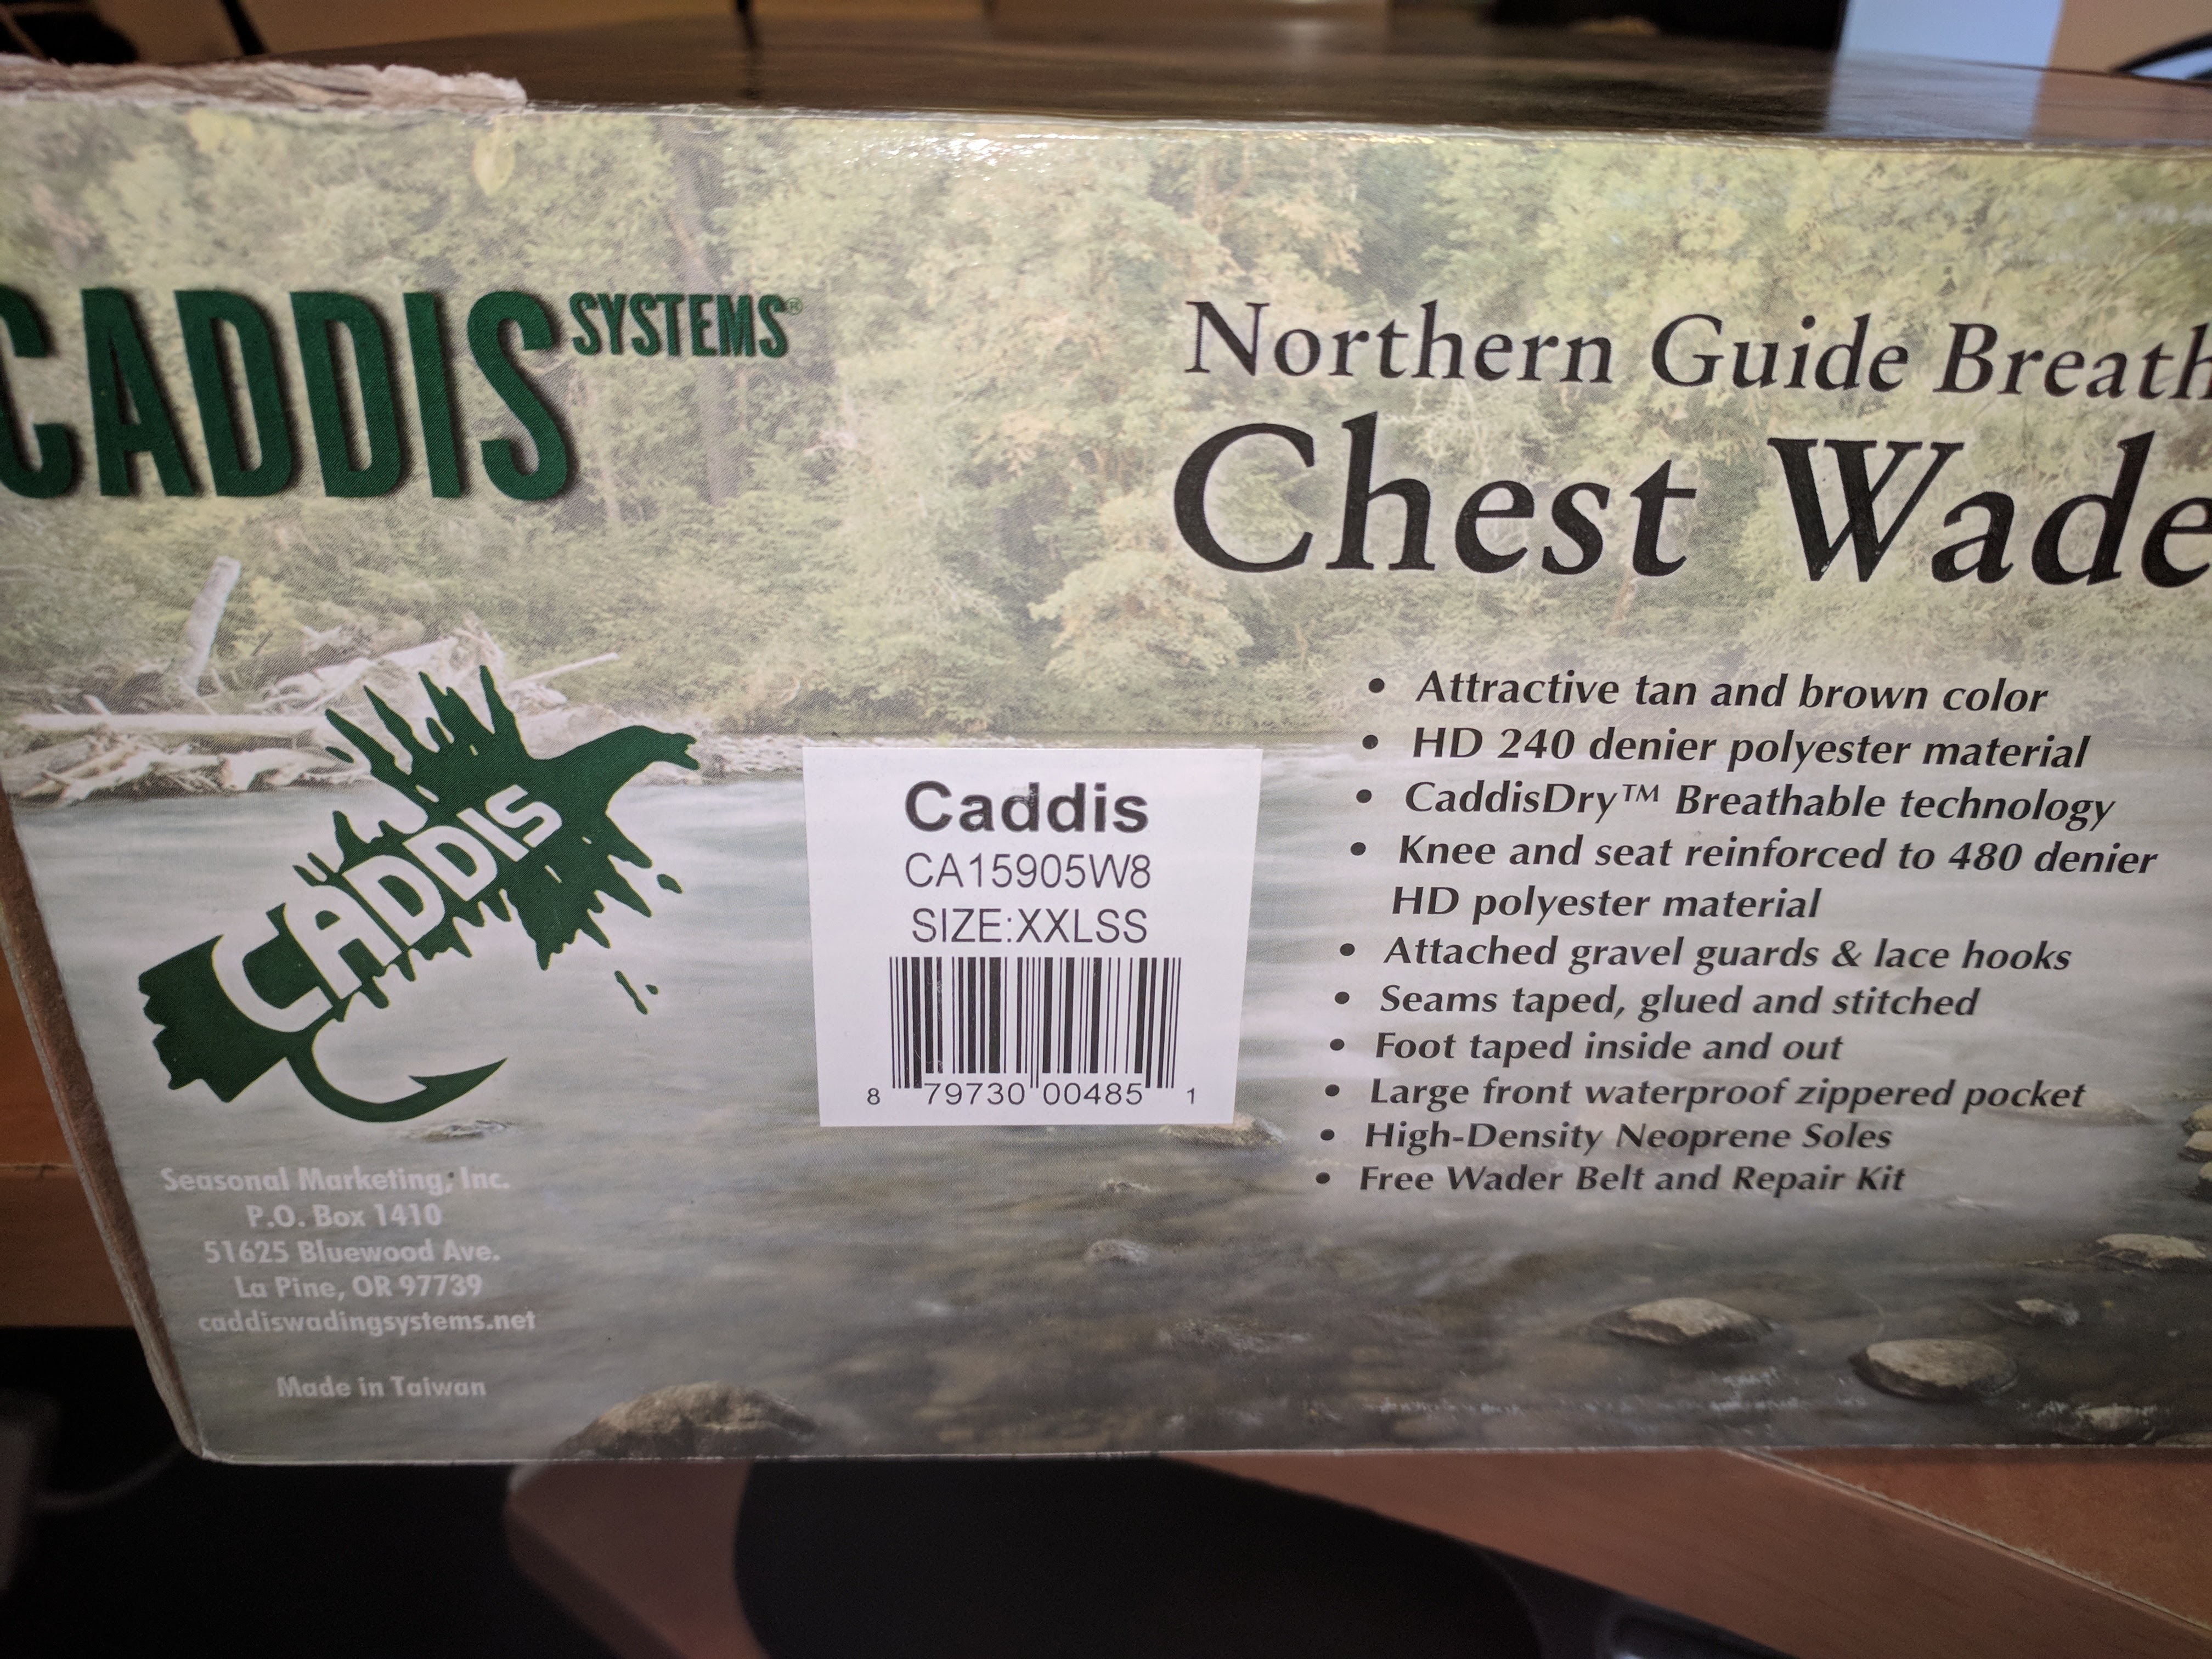 CADDIS SYSTEMS®
Northern Guide Breath
Chest Wade
CADDIS
Caddis
CA15905W8
SIZE:XXLSS
8 79730 00485 1
• Attractive tan and brown color
• HD 240 denier polyester material
• CaddisDry™ Breathable technology
• Knee and seat reinforced to 480 denier
HD polyester material
• Attached gravel guards & lace hooks
• Seams taped, glued and stitched
• Foot taped inside and out
• Large front waterproof zippered pocket
• High-Density Neoprene Soles
• Free Wader Belt and Repair Kit
Seasonal Marketing, Inc.
P.O. Box 1410
51625 Bluewood Ave.
La Pine, OR 97739
caddiswadingsystems.net
Made in Taiwan